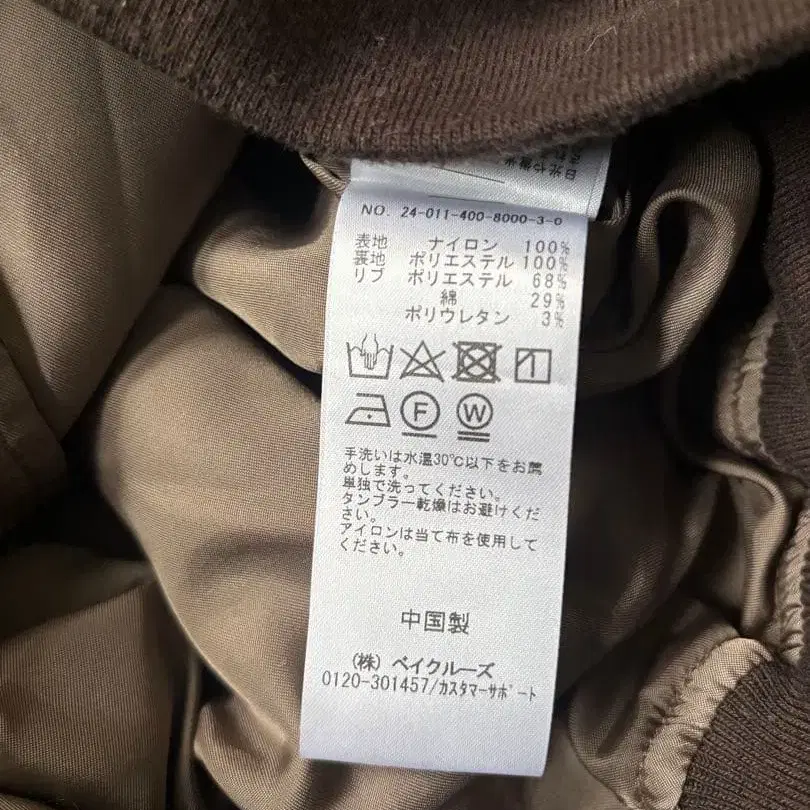 日光や蛍光
NO. 24-011-400-8000-3-0
表地 ナイロン 100%
裏地 ポリエステル 100%
リブ ポリエステル 68%
綿 29%
ポリウレタン 3%
F W
手洗いは水温30℃以下をお薦
めします。
単独で洗ってください。
タンブラー乾燥はお避けくだ
さい。
アイロンは当て布を使用して
ください。
中国製
(株) ベイクルーズ
0120-301457/カスタマーサポート